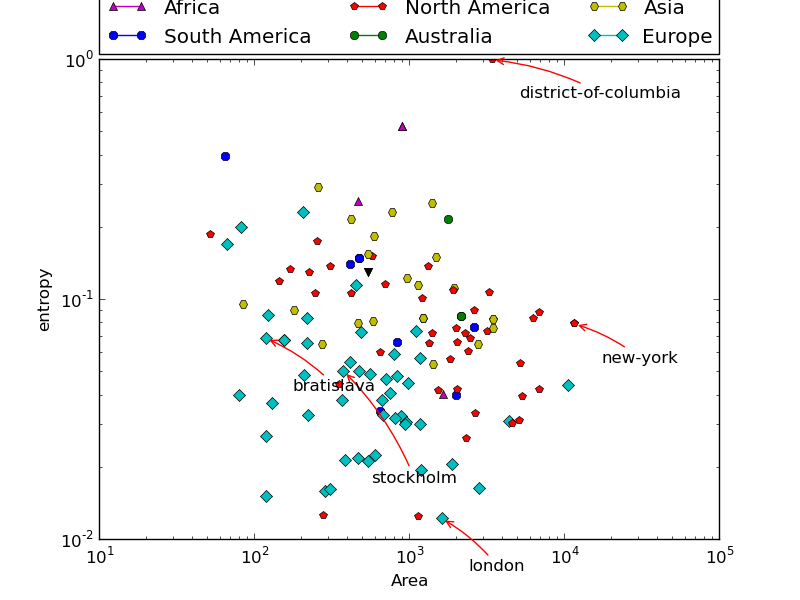 Africa North America Asia
South America Australia Europe
10^0
district-of-columbia
entropy
10^-1
new-york
bratislava
stockholm
10^-2
10^1 10^2 10^3 10^4 10^5
london
Area